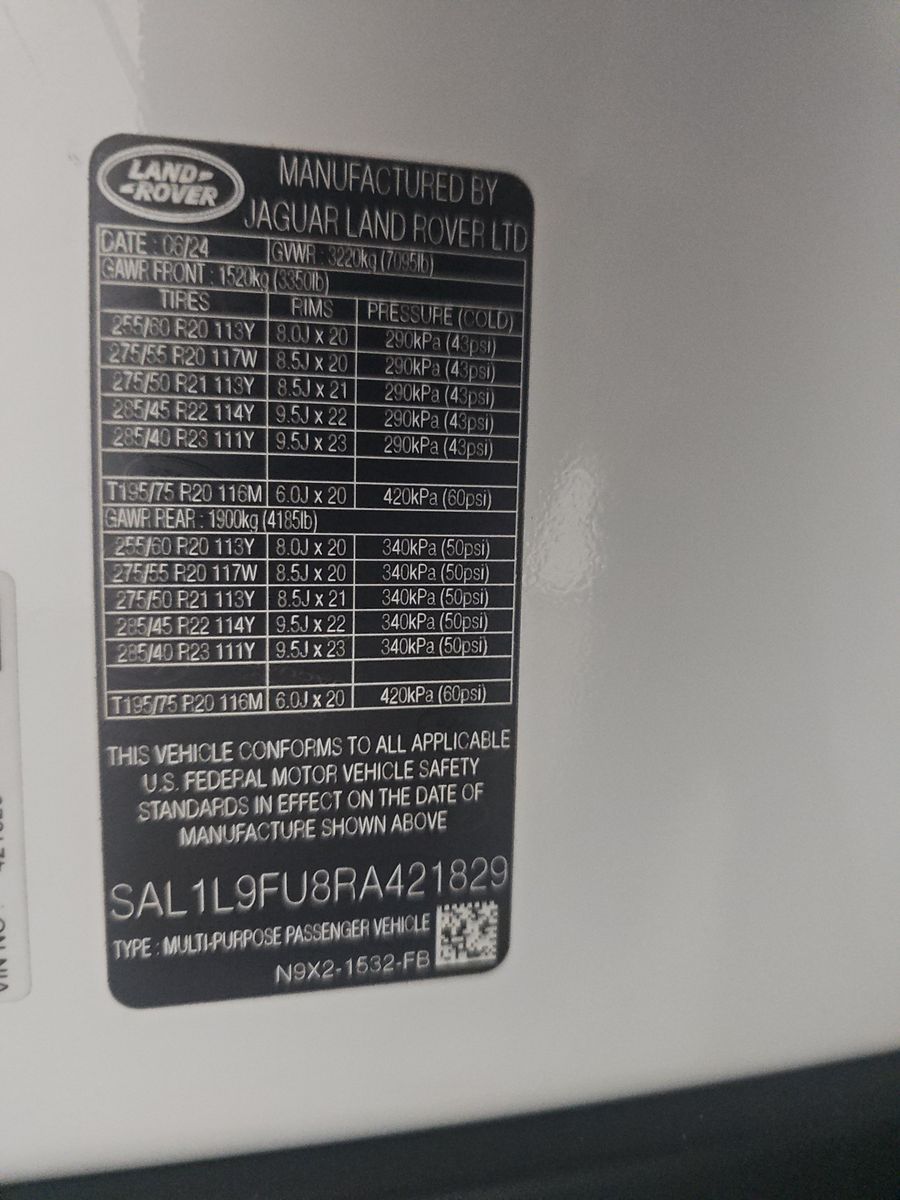 LAND-
-ROVER
MANUFACTURED BY
JAGUAR LAND ROVER LTD
DATE : 06/24 GVWR : 3220kg (7095lb)
GAWR FRONT : 1520kg (3350lb)
TIRES RIMS PRESSURE (COLD)
255/60 R20 113Y 8.0J x 20 290kPa (43psi)
275/55 R20 117W 8.5J x 20 290kPa (43psi)
275/50 R21 113Y 8.5J x 21 290kPa (43psi)
285/45 R22 114Y 9.5J x 22 290kPa (43psi)
285/40 R23 111Y 9.5J x 23 290kPa (43psi)
T195/75 R20 116M 6.0J x 20 420kPa (60psi)
GAWR REAR : 1900kg (4185lb)
255/60 R20 113Y 8.0J x 20 340kPa (50psi)
275/55 R20 117W 8.5J x 20 340kPa (50psi)
275/50 R21 113Y 8.5J x 21 340kPa (50psi)
285/45 R22 114Y 9.5J x 22 340kPa (50psi)
285/40 R23 111Y 9.5J x 23 340kPa (50psi)
T195/75 R20 116M 6.0J x 20 420kPa (60psi)
THIS VEHICLE CONFORMS TO ALL APPLICABLE
U.S. FEDERAL MOTOR VEHICLE SAFETY
STANDARDS IN EFFECT ON THE DATE OF
MANUFACTURE SHOWN ABOVE
SAL1L9FU8RA421829
TYPE : MULTI-PURPOSE PASSENGER VEHICLE
N9X2-1532-FB
VIN NO